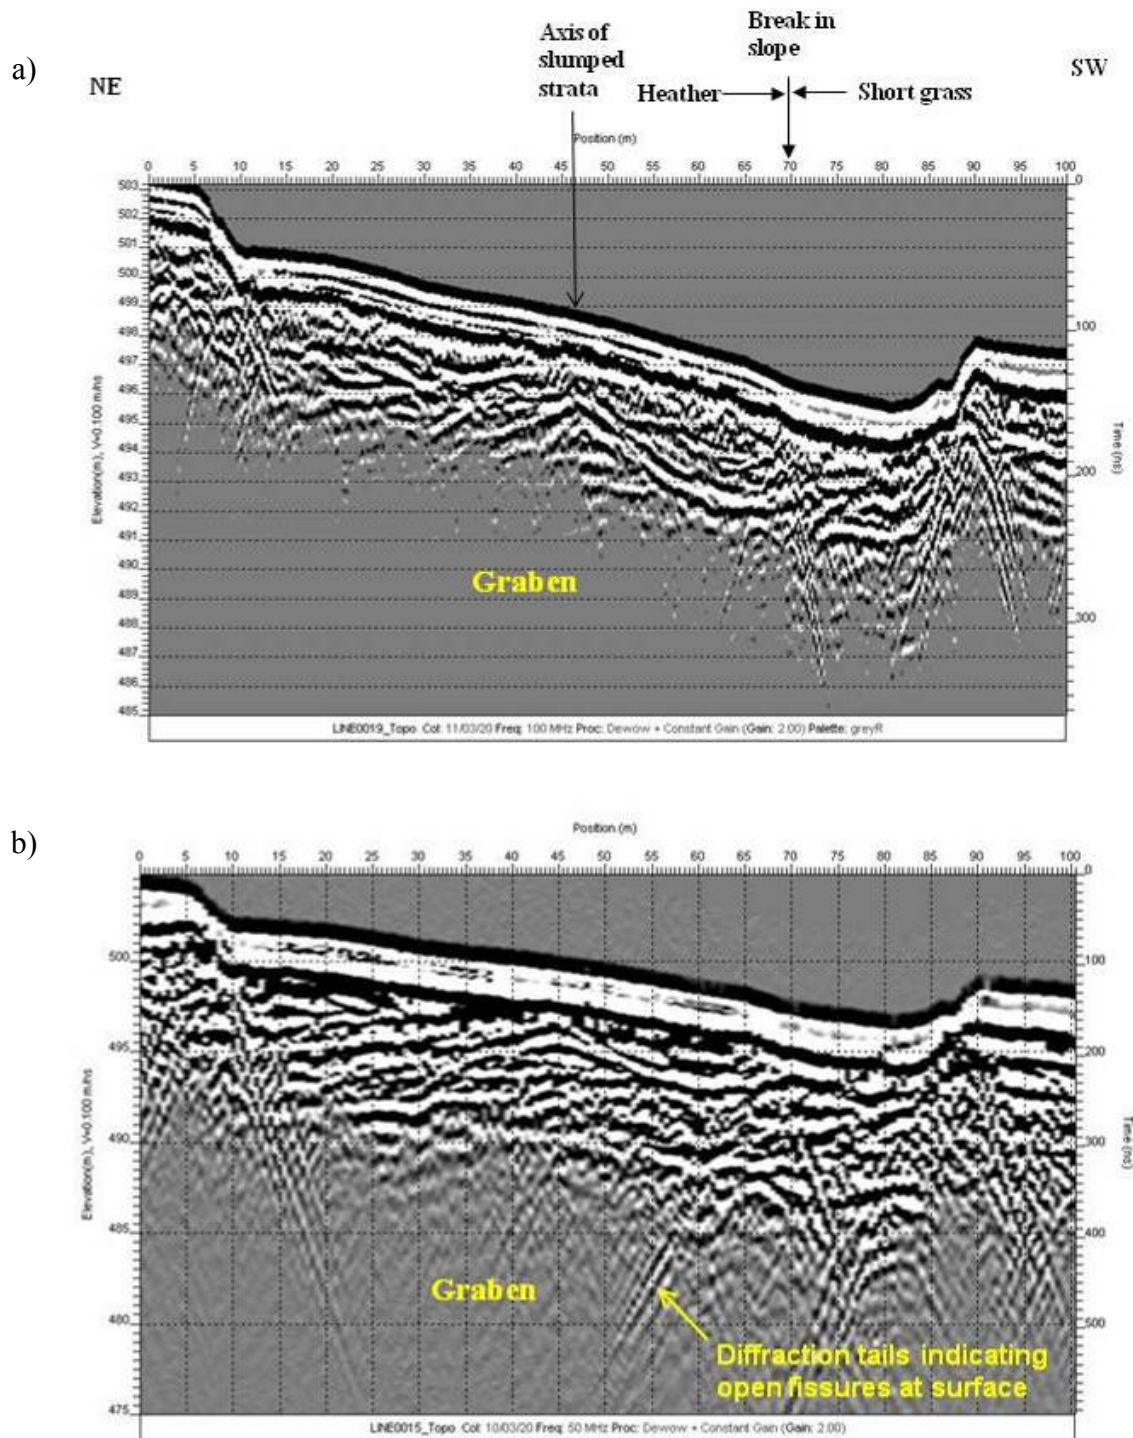 a)
NE
Axis of
slumped
strata
Break in
slope
Heather
Short grass
SW
Position (m)
0 5 10 15 20 25 30 35 40 45 50 55 60 65 70 75 80 85 90 95 100
503
502
501
500
499
498
497
496
495
494
493
492
491
490
489
488
487
486
485
Elevation(m), V=0.100 m/ns
0
100
200
300
Time (ns)
Graben
LINE0019_Topo Col: 11/03/20 Freq: 100 MHz Proc: Dewow + Constant Gain (Gain: 2.00) Palette: greyR
b)
Position (m)
0 5 10 15 20 25 30 35 40 45 50 55 60 65 70 75 80 85 90 95 100
500
495
490
485
480
475
Elevation(m), V=0.100 m/ns
0
100
200
300
400
500
Time (ns)
Graben
Diffraction tails indicating
open fissures at surface
LINE0015_Topo Col: 10/03/20 Freq: 50 MHz Proc: Dewow + Constant Gain (Gain: 2.00)